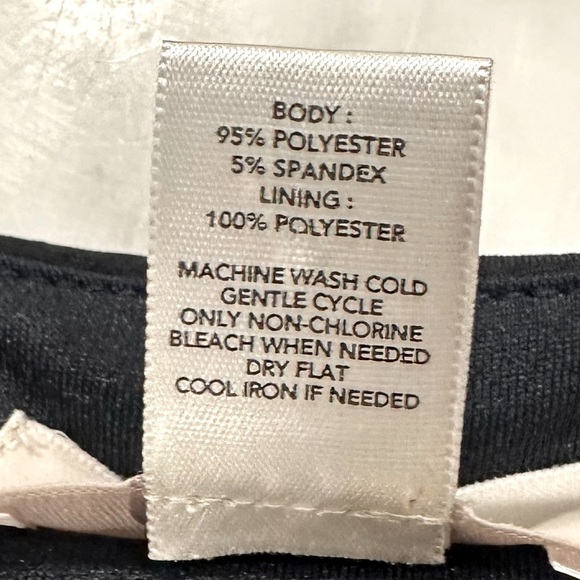 BODY :
95% POLYESTER
5% SPANDEX
LINING :
100% POLYESTER
MACHINE WASH COLD
GENTLE CYCLE
ONLY NON-CHLORINE
BLEACH WHEN NEEDED
DRY FLAT
COOL IRON IF NEEDED